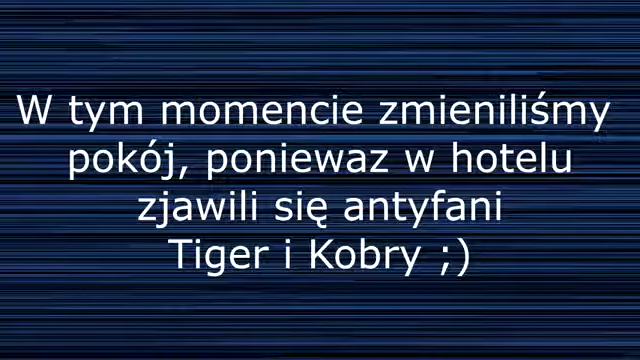 W tym momencie zmieniliśmy
pokój, poniewaz w hotelu
zjawili się antyfani
Tiger i Kobry ;)